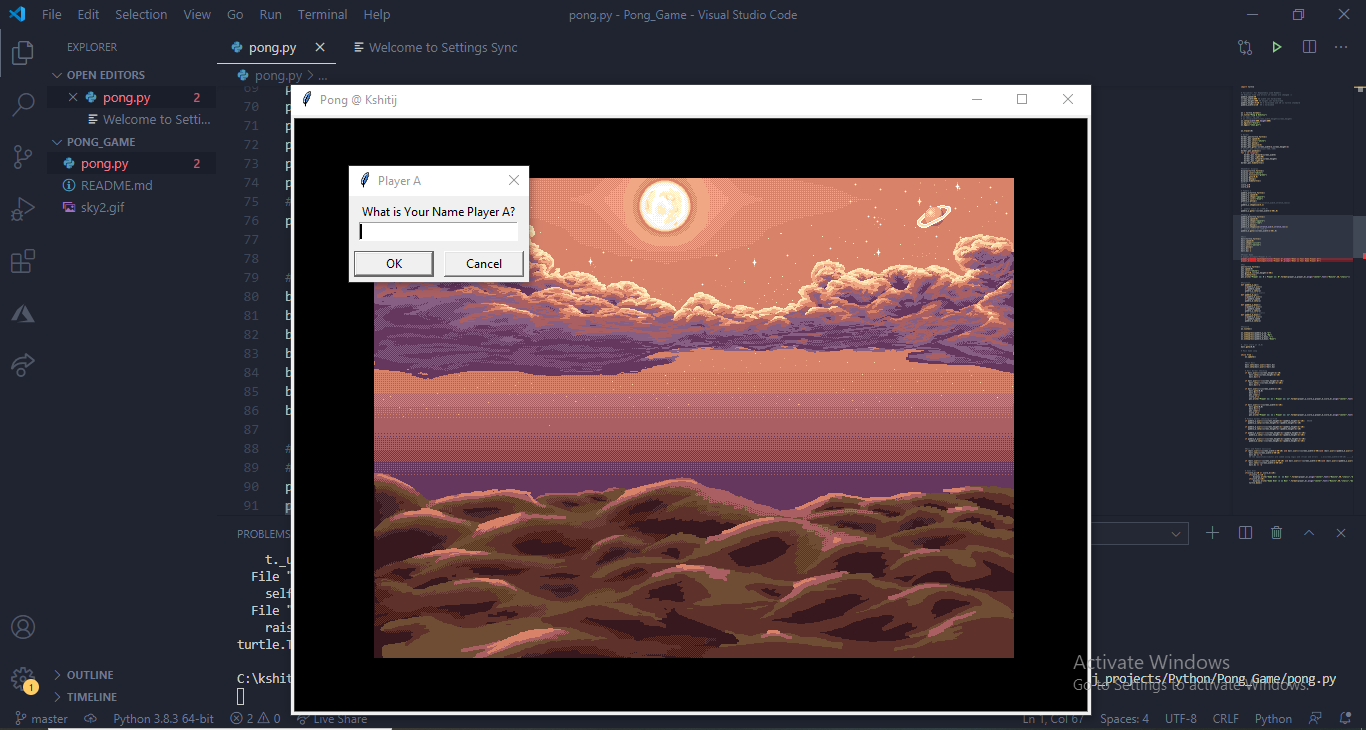 File Edit Selection View Go Run Terminal Help
pong.py - Pong_Game - Visual Studio Code
EXPLORER
pong.py
Welcome to Settings Sync
OPEN EDITORS
pong.py > ...
pong.py 2
Welcome to Setti...
PONG_GAME
pong.py 2
README.md
sky2.gif
69 p
70 p
71 p
72 p
73 p
74 p
75 #
76 p
77
78
79 #
80 b
81 b
82 b
83 b
84 b
85 b
86 b
87
88 #
89 #
90 p
91 p
Pong @ Kshitij
Player A
What is Your Name Player A?
OK
Cancel
PROBLEMS
t._u
File "
self
File "
rais
turtle.T
C:\kshit
j_projects/Python/Pong_Game/pong.py
Activate Windows
Go to Settings to activate Windows.
OUTLINE
TIMELINE
1
master
Python 3.8.3 64-bit
2
0
Live Share
Ln 1, Col 67
Spaces: 4
UTF-8
CRLF
Python